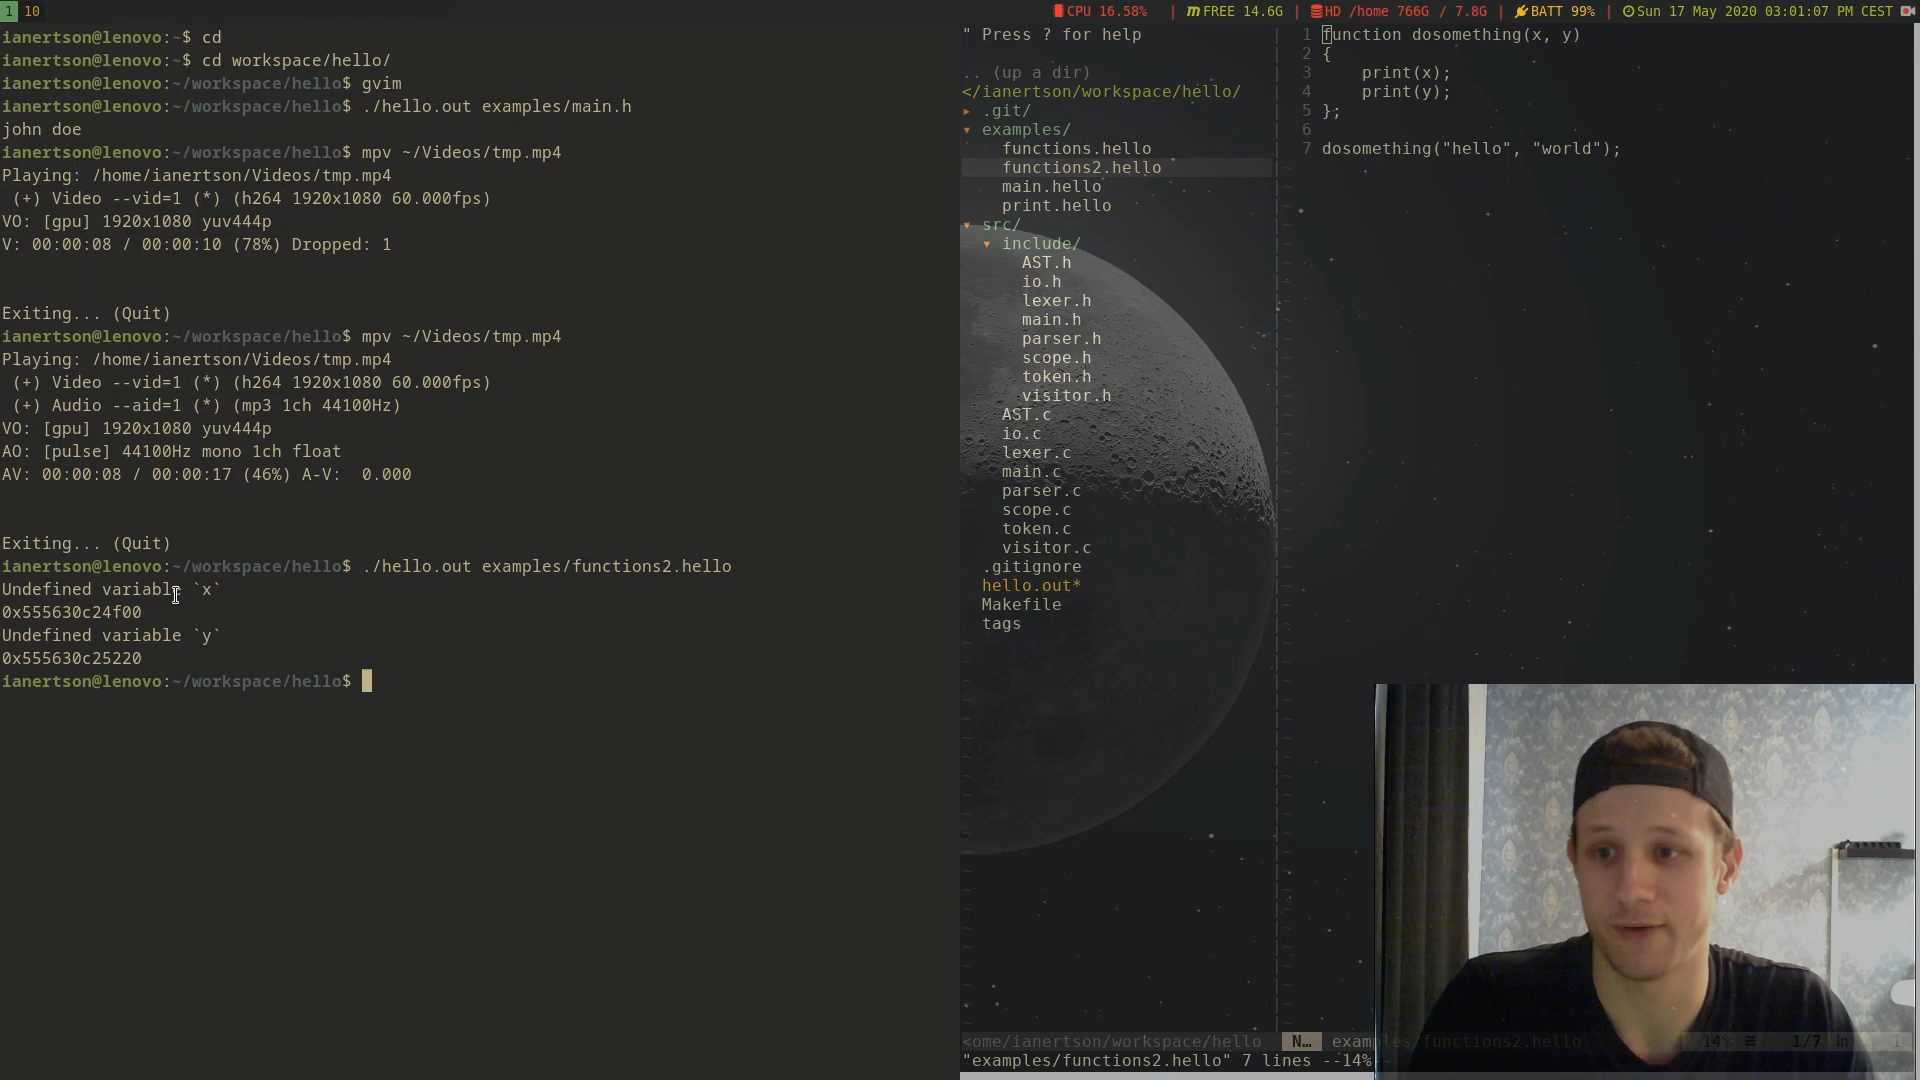 1 10
CPU 16.58% | FREE 14.6G | HD /home 766G / 7.8G | BATT 99% | Sun 17 May 2020 03:01:07 PM CEST
ianertson@lenovo:~$ cd
ianertson@lenovo:~$ cd workspace/hello/
ianertson@lenovo:~/workspace/hello$ gvim
ianertson@lenovo:~/workspace/hello$ ./hello.out examples/main.h
john doe
ianertson@lenovo:~/workspace/hello$ mpv ~/Videos/tmp.mp4
Playing: /home/ianertson/Videos/tmp.mp4
(+) Video --vid=1 (*) (h264 1920x1080 60.000fps)
VO: [gpu] 1920x1080 yuv444p
V: 00:00:08 / 00:00:10 (78%) Dropped: 1
Exiting... (Quit)
ianertson@lenovo:~/workspace/hello$ mpv ~/Videos/tmp.mp4
Playing: /home/ianertson/Videos/tmp.mp4
(+) Video --vid=1 (*) (h264 1920x1080 60.000fps)
(+) Audio --aid=1 (*) (mp3 1ch 44100Hz)
VO: [gpu] 1920x1080 yuv444p
AO: [pulse] 44100Hz mono 1ch float
AV: 00:00:08 / 00:00:17 (46%) A-V:  0.000
Exiting... (Quit)
ianertson@lenovo:~/workspace/hello$ ./hello.out examples/functions2.hello
Undefined variable `x`
0x555630c24f00
Undefined variable `y`
0x555630c25220
ianertson@lenovo:~/workspace/hello$
" Press ? for help
.. (up a dir)
</ianertson/workspace/hello/
▸ .git/
▾ examples/
functions.hello
functions2.hello
main.hello
print.hello
▾ src/
▾ include/
AST.h
io.h
lexer.h
main.h
parser.h
scope.h
token.h
visitor.h
AST.c
io.c
lexer.c
main.c
parser.c
scope.c
token.c
visitor.c
.gitignore
hello.out*
Makefile
tags
1 function dosomething(x, y)
2 {
3     print(x);
4     print(y);
5 };
6
7 dosomething("hello", "world");
<ome/ianertson/workspace/hello N… examples/functions2.hello 14% ≡ 1/7 ln
"examples/functions2.hello" 7 lines --14%--